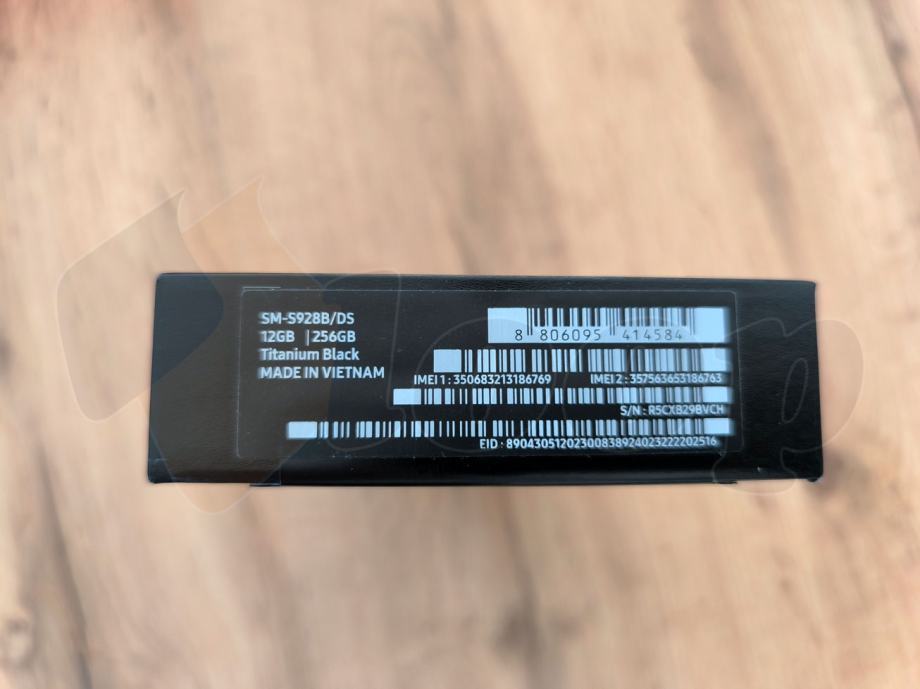 SM-S928B/DS
12GB | 256GB
Titanium Black
MADE IN VIETNAM
8 806095 414584
IMEI 1 : 350683213186769 IMEI 2 : 357563653186763
S/N : R5CXB29BVCH
EID : 89043051202300838924023222202516
loop